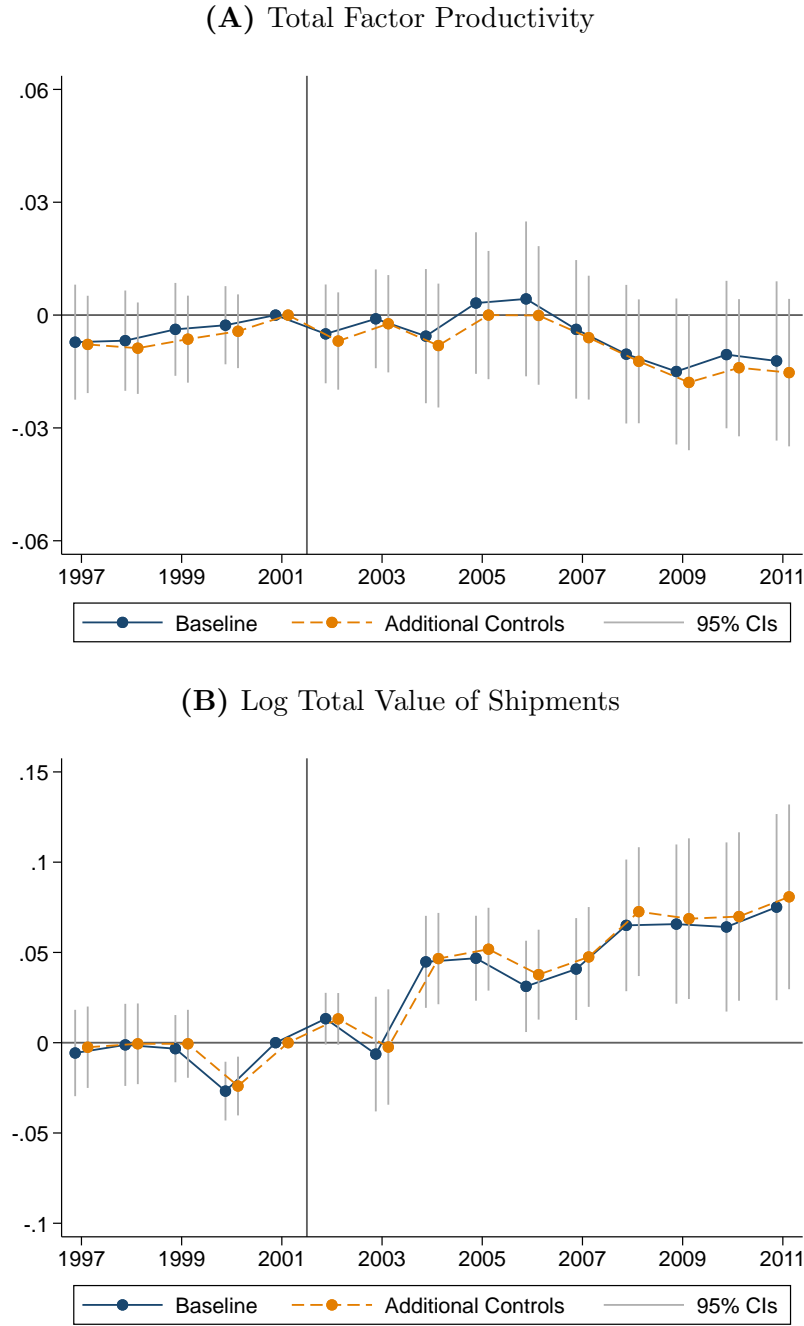 (A) Total Factor Productivity
.06
.03
0
-.03
-.06
1997 1999 2001 2003 2005 2007 2009 2011
Baseline Additional Controls 95% CIs
(B) Log Total Value of Shipments
.15
.1
.05
0
-.05
-.1
1997 1999 2001 2003 2005 2007 2009 2011
Baseline Additional Controls 95% CIs